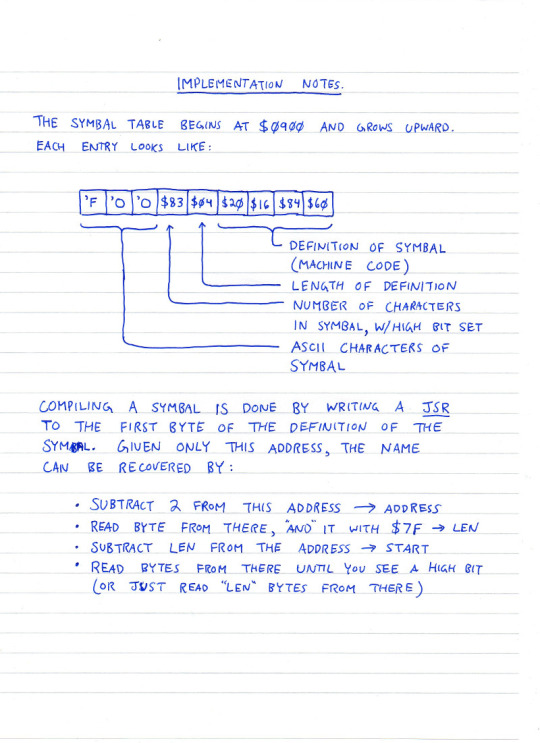 IMPLEMENTATION NOTES.
THE SYMBAL TABLE BEGINS AT $0900 AND GROWS UPWARD.
EACH ENTRY LOOKS LIKE:
'F 'O 'O $83 $04 $20 $16 $84 $60
DEFINITION OF SYMBAL
(MACHINE CODE)
LENGTH OF DEFINITION
NUMBER OF CHARACTERS
IN SYMBAL, W/HIGH BIT SET
ASCII CHARACTERS OF
SYMBAL
COMPILING A SYMBAL IS DONE BY WRITING A JSR
TO THE FIRST BYTE OF THE DEFINITION OF THE
SYMBAL. GIVEN ONLY THIS ADDRESS, THE NAME
CAN BE RECOVERED BY:
• SUBTRACT 2 FROM THIS ADDRESS → ADDRESS
• READ BYTE FROM THERE, "AND" IT WITH $7F → LEN
• SUBTRACT LEN FROM THE ADDRESS → START
• READ BYTES FROM THERE UNTIL YOU SEE A HIGH BIT
(OR JUST READ "LEN" BYTES FROM THERE)